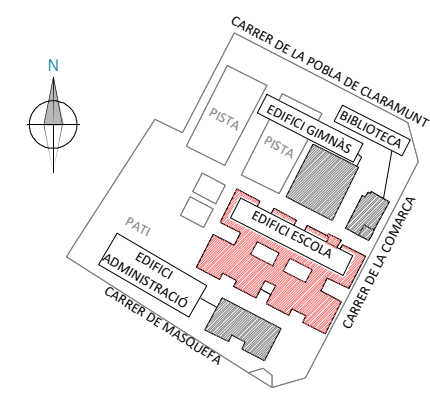 CARRER DE LA POBLA DE CLARAMUNT
N
BIBLIOTECA
EDIFICI GIMNÀS
PISTA
PISTA
EDIFICI ESCOLA
PATI
EDIFICI
ADMINISTRACIÓ
CARRER DE LA COMARCA
CARRER DE MASQUEFA